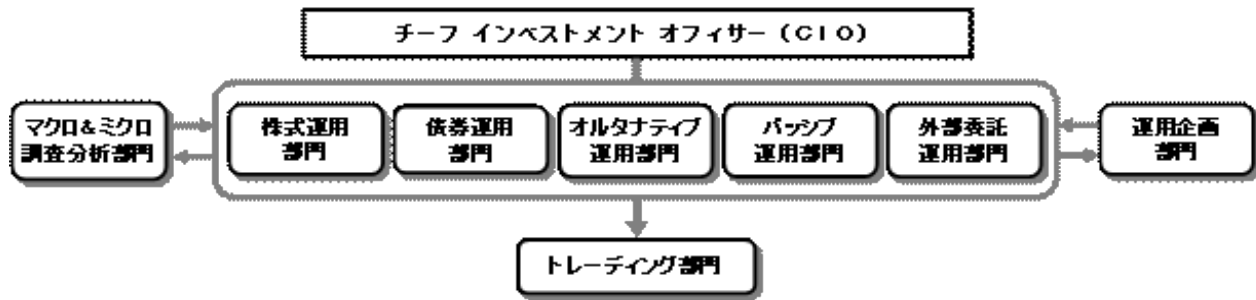 チーフ インベストメント オフィサー（CIO）
マクロ＆ミクロ
調査分析部門
株式運用
部門
債券運用
部門
オルタナティブ
運用部門
パッシブ
運用部門
外部委託
運用部門
運用企画
部門
トレーディング部門